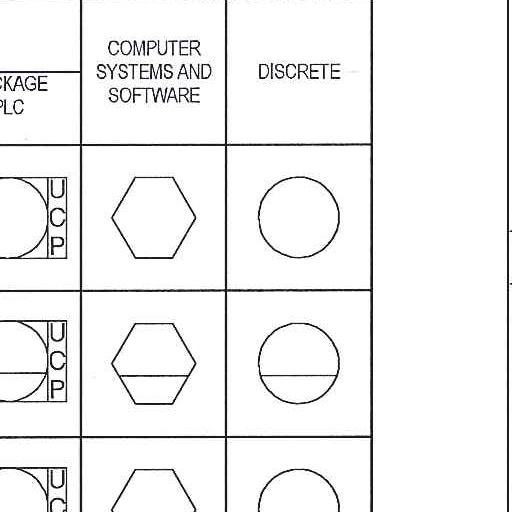 COMPUTER
SYSTEMS AND
SOFTWARE
DISCRETE
CKAGE
PLC
U
C
P
U
C
P
U
C